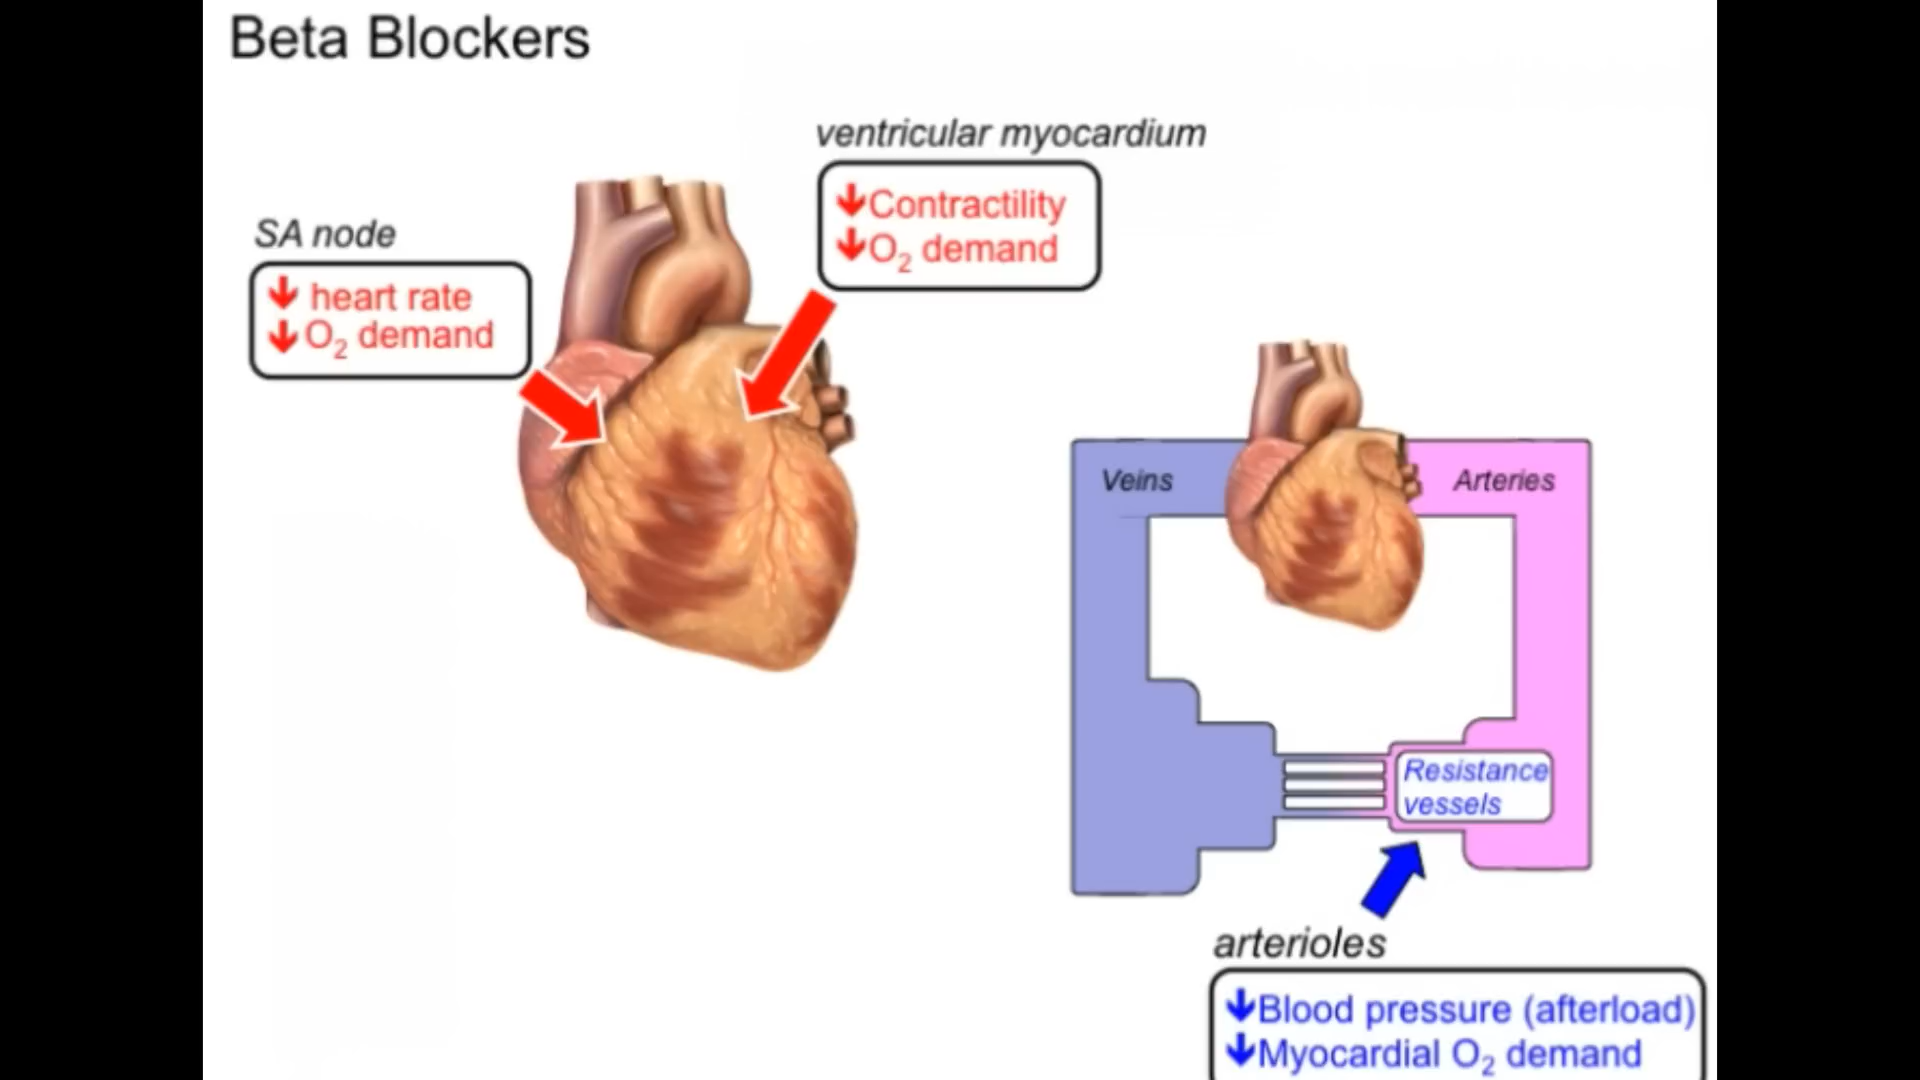 Beta Blockers
ventricular myocardium
↓Contractility
↓O₂ demand
SA node
↓ heart rate
↓O₂ demand
Veins
Arteries
Resistance
vessels
arterioles
↓Blood pressure (afterload)
↓Myocardial O₂ demand